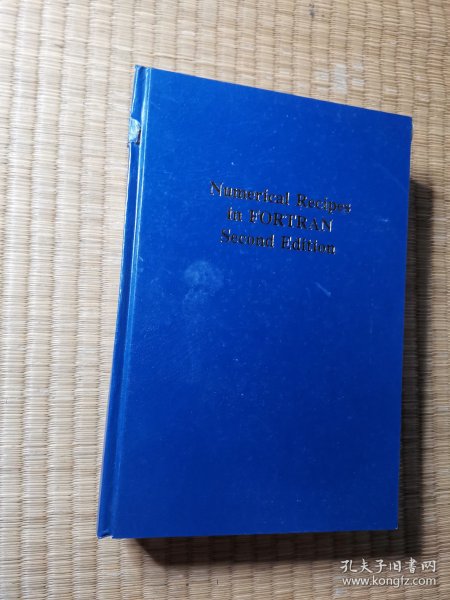 Numerical Recipes
in FORTRAN
Second Edition
孔夫子旧书网
www.kongfz.com